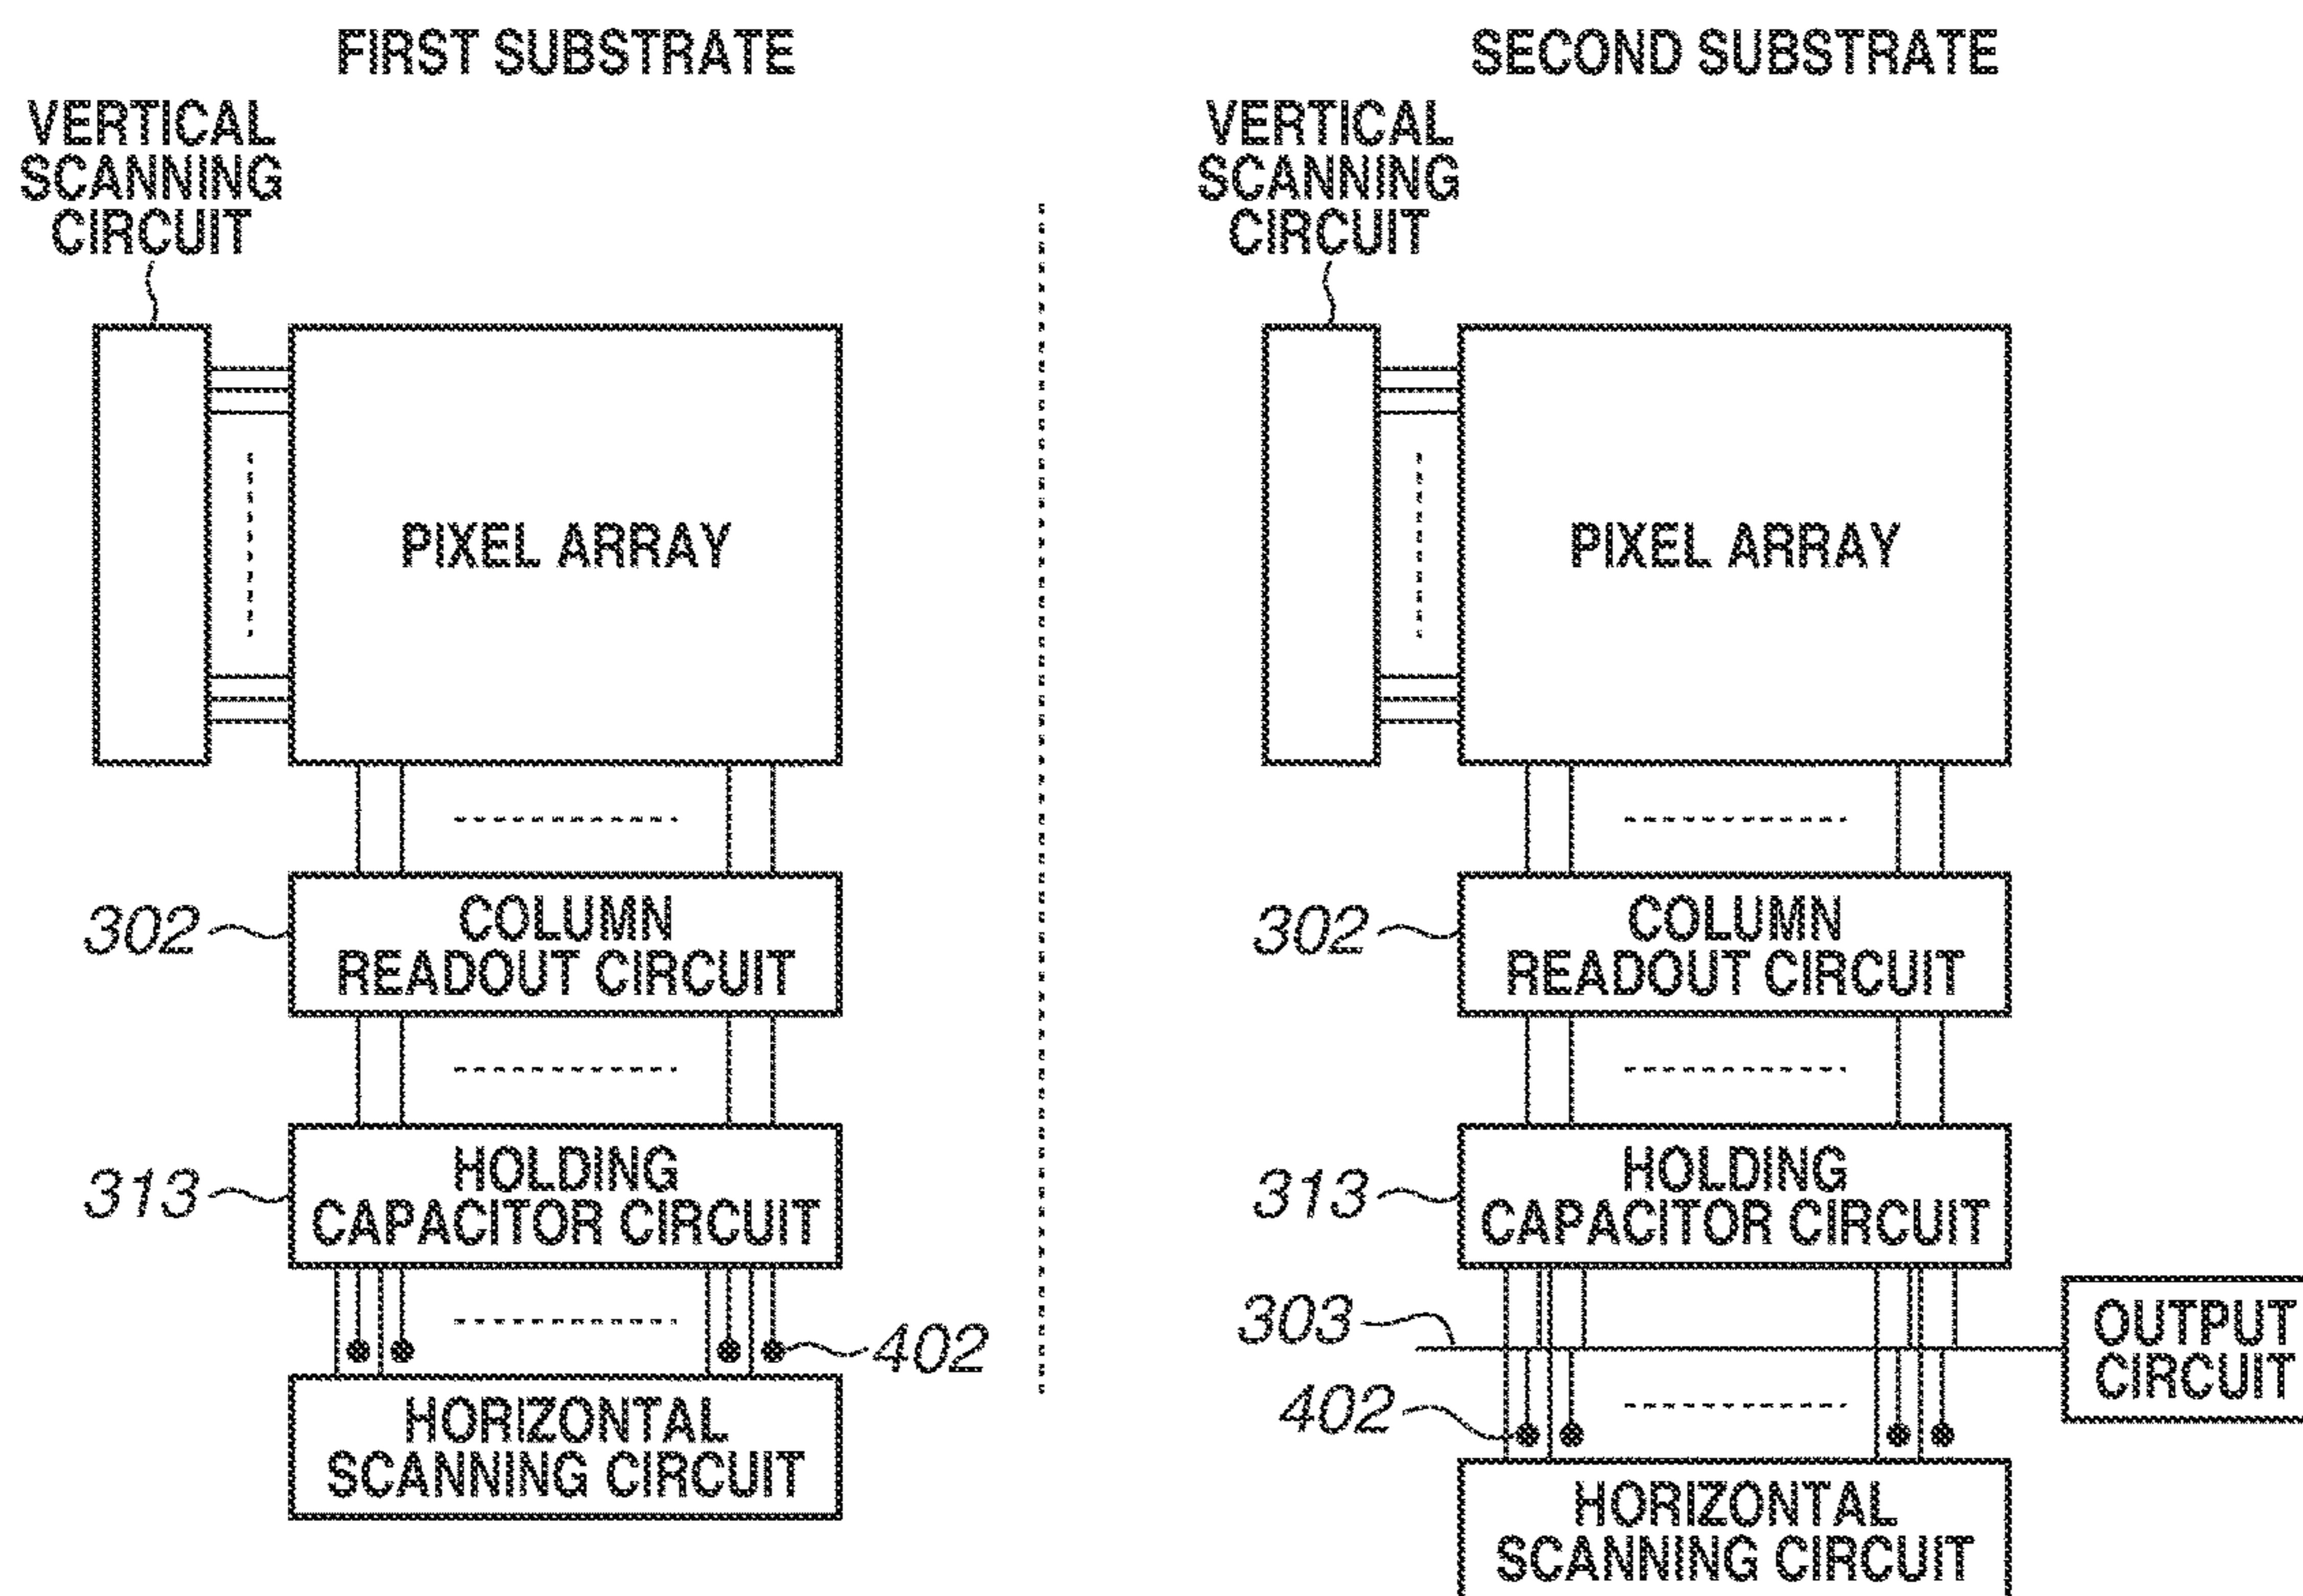 FIRST SUBSTRATE
VERTICAL
SCANNING
CIRCUIT
PIXEL ARRAY
302
COLUMN
READOUT CIRCUIT
313
HOLDING
CAPACITOR CIRCUIT
402
HORIZONTAL
SCANNING CIRCUIT
SECOND SUBSTRATE
VERTICAL
SCANNING
CIRCUIT
PIXEL ARRAY
302
COLUMN
READOUT CIRCUIT
313
HOLDING
CAPACITOR CIRCUIT
303
OUTPUT
CIRCUIT
402
HORIZONTAL
SCANNING CIRCUIT